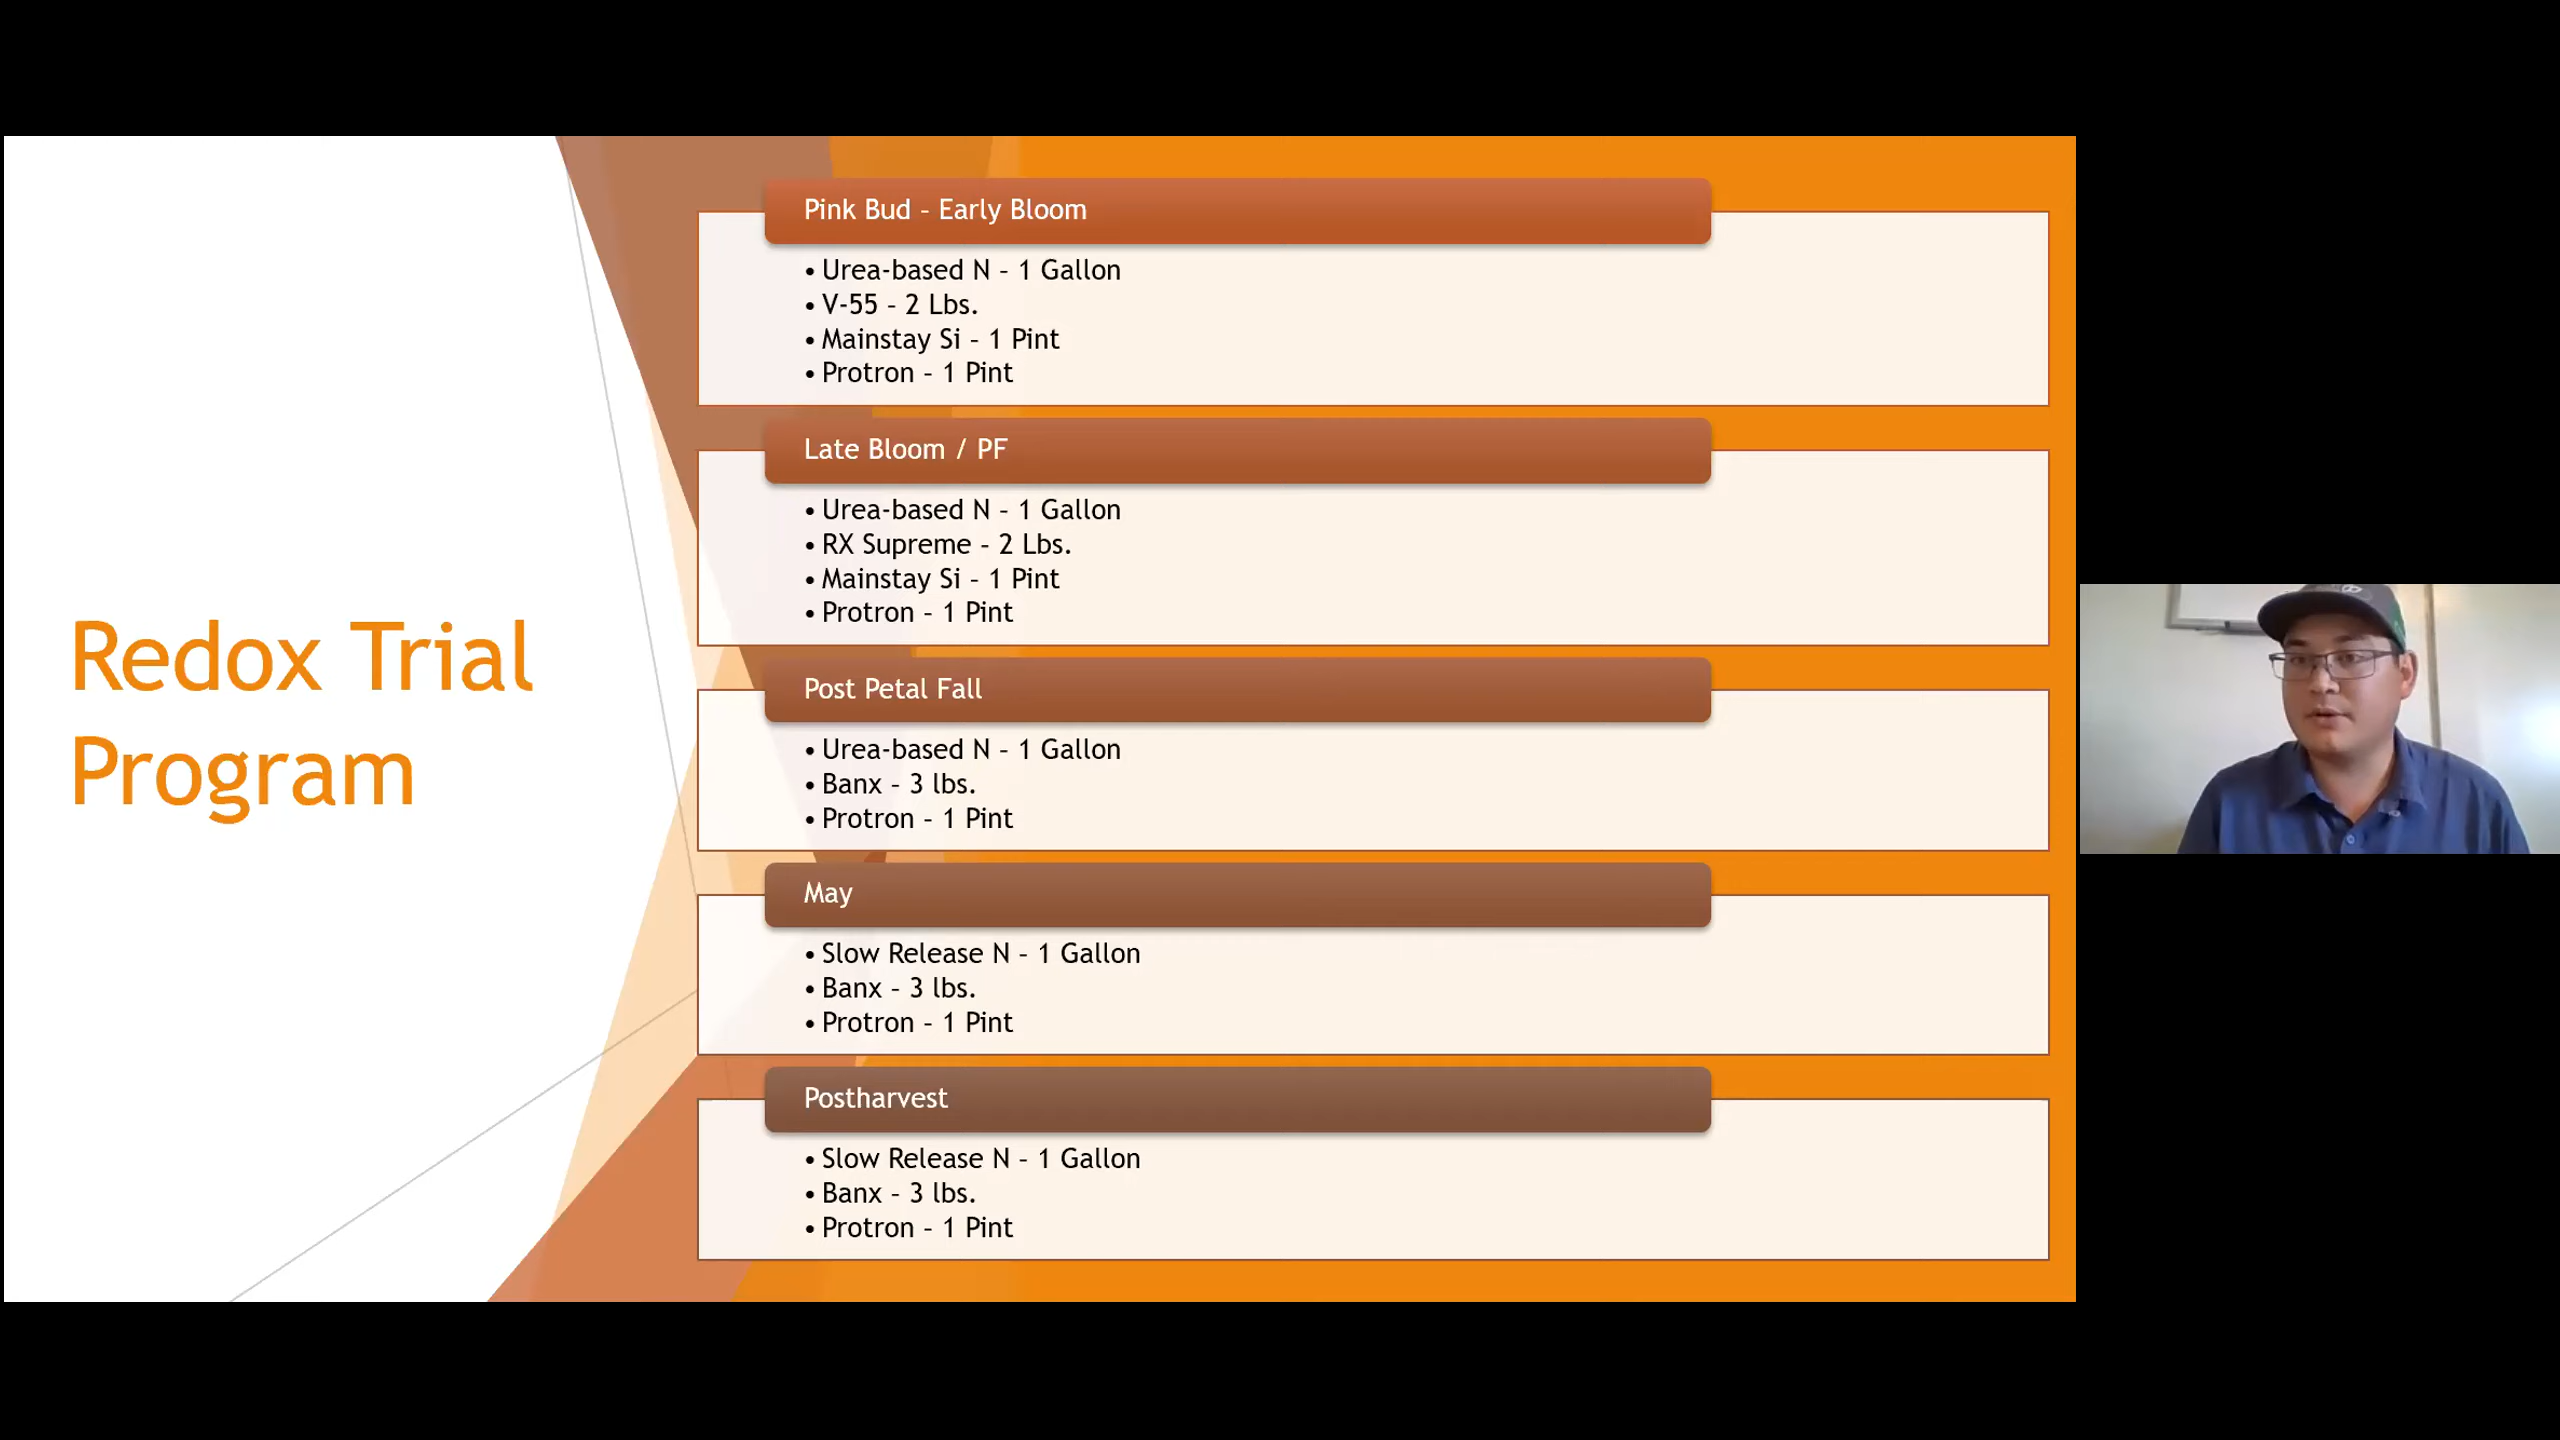 Redox Trial
Program
Pink Bud – Early Bloom
• Urea-based N – 1 Gallon
• V-55 – 2 Lbs.
• Mainstay Si – 1 Pint
• Protron – 1 Pint
Late Bloom / PF
• Urea-based N – 1 Gallon
• RX Supreme – 2 Lbs.
• Mainstay Si – 1 Pint
• Protron – 1 Pint
Post Petal Fall
• Urea-based N – 1 Gallon
• Banx – 3 lbs.
• Protron – 1 Pint
May
• Slow Release N – 1 Gallon
• Banx – 3 lbs.
• Protron – 1 Pint
Postharvest
• Slow Release N – 1 Gallon
• Banx – 3 lbs.
• Protron – 1 Pint